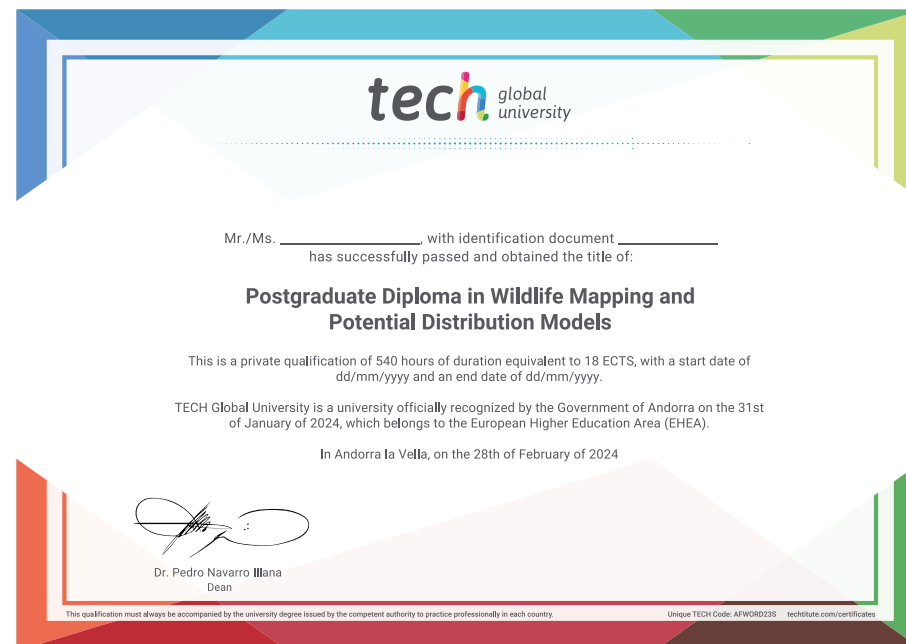 tech global university
Mr./Ms. ____________________, with identification document ______________
has successfully passed and obtained the title of:
Postgraduate Diploma in Wildlife Mapping and
Potential Distribution Models
This is a private qualification of 540 hours of duration equivalent to 18 ECTS, with a start date of
dd/mm/yyyy and an end date of dd/mm/yyyy.
TECH Global University is a university officially recognized by the Government of Andorra on the 31st
of January of 2024, which belongs to the European Higher Education Area (EHEA).
In Andorra la Vella, on the 28th of February of 2024
Dr. Pedro Navarro Illana
Dean
This qualification must always be accompanied by the university degree issued by the competent authority to practice professionally in each country.
Unique TECH Code: AFWORD23S techtitute.com/certificates